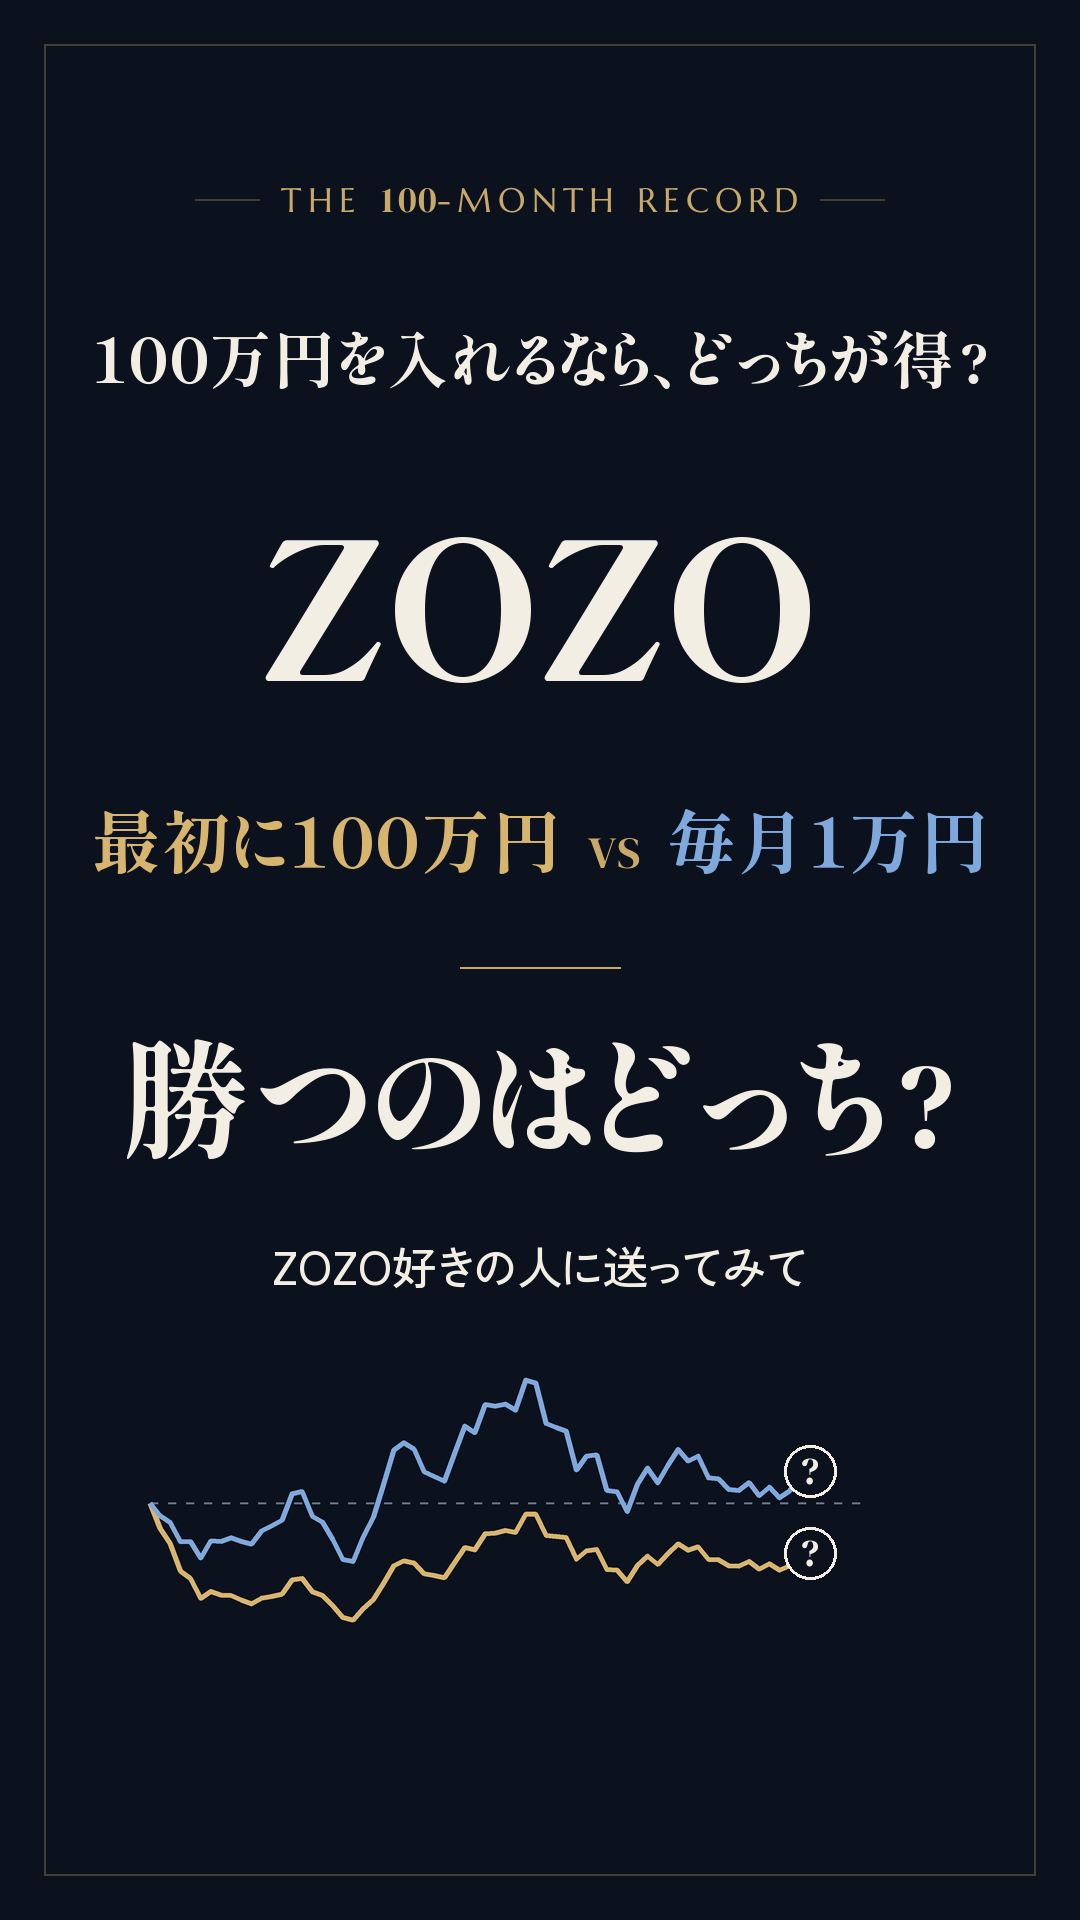 THE 100-MONTH RECORD
100万円を入れるなら、どっちが得?
ZOZO
最初に100万円 vs 毎月1万円
勝つのはどっち?
ZOZO好きの人に送ってみて
?
?